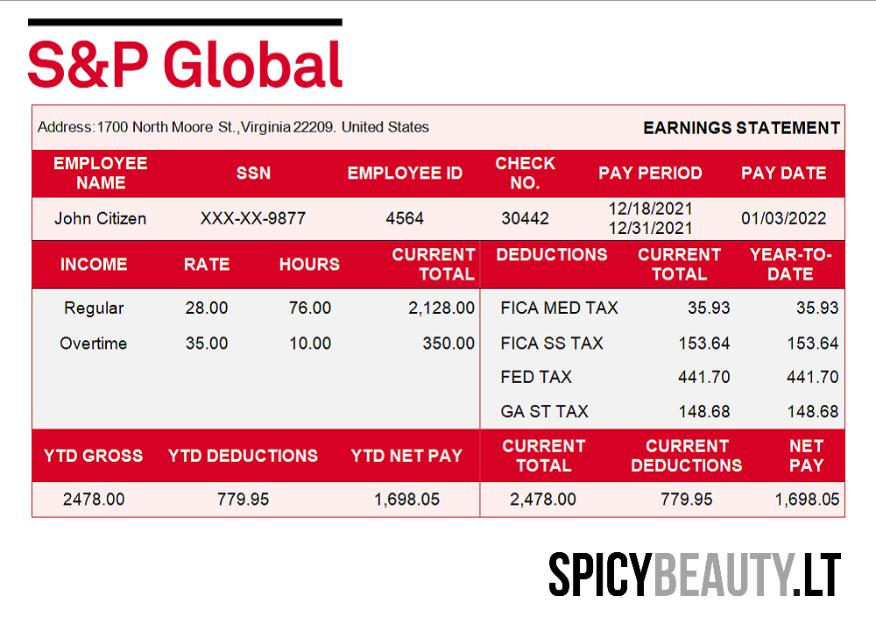 S&P Global
Address:1700 North Moore St.,Virginia 22209. United States EARNINGS STATEMENT
EMPLOYEE NAME SSN EMPLOYEE ID CHECK NO. PAY PERIOD PAY DATE
John Citizen XXX-XX-9877 4564 30442 12/18/2021 12/31/2021 01/03/2022
INCOME RATE HOURS CURRENT TOTAL DEDUCTIONS CURRENT TOTAL YEAR-TO-DATE
Regular 28.00 76.00 2,128.00 FICA MED TAX 35.93 35.93
Overtime 35.00 10.00 350.00 FICA SS TAX 153.64 153.64
FED TAX 441.70 441.70
GA ST TAX 148.68 148.68
YTD GROSS YTD DEDUCTIONS YTD NET PAY CURRENT TOTAL CURRENT DEDUCTIONS NET PAY
2478.00 779.95 1,698.05 2,478.00 779.95 1,698.05
SPICYBEAUTY.LT